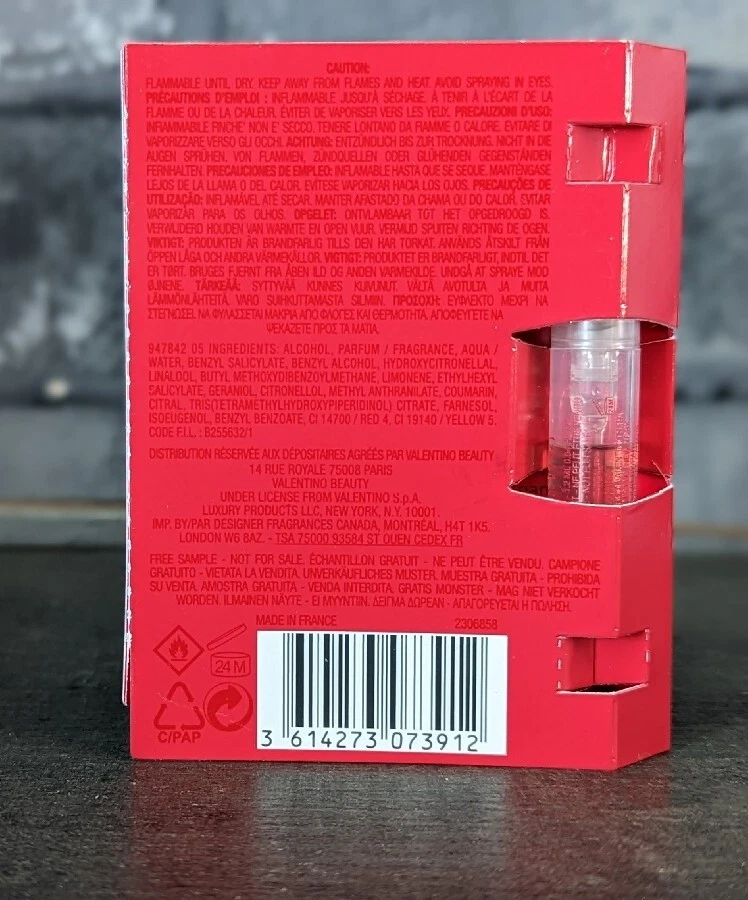 CAUTION:
FLAMMABLE UNTIL DRY. KEEP AWAY FROM FLAMES AND HEAT. AVOID SPRAYING IN EYES.
PRÉCAUTIONS D'EMPLOI : INFLAMMABLE JUSQU'À SÉCHAGE. À TENIR À L'ÉCART DE LA
FLAMME OU DE LA CHALEUR. ÉVITER DE VAPORISER VERS LES YEUX. PRECAUZIONI D'USO:
INFIAMMABILE FINCHE' NON E' SECCO. TENERE LONTANO DA FIAMME O CALORE. EVITARE DI
VAPORIZZARE VERSO GLI OCCHI. ACHTUNG: ENTZÜNDLICH BIS ZUR TROCKNUNG. NICHT IN DIE
AUGEN SPRÜHEN. VON FLAMMEN, ZÜNDQUELLEN ODER GLÜHENDEN GEGENSTÄNDEN
FERNHALTEN. PRECAUCIONES DE EMPLEO: INFLAMABLE HASTA QUE SE SEQUE. MANTÉNGASE
LEJOS DE LA LLAMA O DEL CALOR. EVÍTESE VAPORIZAR HACIA LOS OJOS. PRECAUÇÕES DE
UTILIZAÇÃO: INFLAMÁVEL ATÉ SECAR. MANTER AFASTADO DA CHAMA OU DO CALOR. EVITAR
VAPORIZAR PARA OS OLHOS. OPGELET: ONTVLAMBAAR TOT HET OPGEDROOGD IS.
VERWIJDERD HOUDEN VAN WARMTE EN OPEN VUUR. VERMIJD SPUITEN RICHTING DE OGEN.
VIKTIGT: PRODUKTEN ÄR BRANDFARLIG TILLS DEN HAR TORKAT. ANVÄNDS ÅTSKILT FRÅN
ÖPPEN LÅGA OCH ANDRA VÄRMEKÄLLOR. VIGTIGT: PRODUKTET ER BRANDFARLIGT, INDTIL DET
ER TØRT. BRUGES FJERNT FRA ÅBEN ILD OG ANDEN VARMEKILDE. UNDGÅ AT SPRAYE MOD
ØJNENE. TÄRKEÄÄ: SYTTYVÄÄ KUNNES KUIVUNUT. VÄLTÄ AVOTULTA JA MUITA
LÄMMÖNLÄHTEITÄ. VARO SUIHKUTTAMASTA SILMIIN. ΠΡΟΣΟΧΗ: ΕΥΦΛΕΚΤΟ ΜΕΧΡΙ ΝΑ
ΣΤΕΓΝΩΣΕΙ. ΝΑ ΦΥΛΑΣΣΕΤΑΙ ΜΑΚΡΙΑ ΑΠΟ ΦΛΟΓΕΣ ΚΑΙ ΘΕΡΜΟΤΗΤΑ. ΑΠΟΦΕΥΓΕΤΕ ΝΑ
ΨΕΚΑΖΕΤΕ ΠΡΟΣ ΤΑ ΜΑΤΙΑ.
947842 05 INGREDIENTS: ALCOHOL, PARFUM / FRAGRANCE, AQUA /
WATER, BENZYL SALICYLATE, BENZYL ALCOHOL, HYDROXYCITRONELLAL,
LINALOOL, BUTYL METHOXYDIBENZOYLMETHANE, LIMONENE, ETHYLHEXYL
SALICYLATE, GERANIOL, CITRONELLOL, METHYL ANTHRANILATE, COUMARIN,
CITRAL, TRIS(TETRAMETHYLHYDROXYPIPERIDINOL) CITRATE, FARNESOL,
ISOEUGENOL, BENZYL BENZOATE, CI 14700 / RED 4, CI 19140 / YELLOW 5.
CODE F.I.L. : B255632/1
DISTRIBUTION RÉSERVÉE AUX DÉPOSITAIRES AGRÉÉS PAR VALENTINO BEAUTY
14 RUE ROYALE 75008 PARIS
VALENTINO BEAUTY
UNDER LICENSE FROM VALENTINO S.p.A.
LUXURY PRODUCTS LLC, NEW YORK, N.Y. 10001.
IMP. BY/PAR DESIGNER FRAGRANCES CANADA, MONTRÉAL, H4T 1K5.
LONDON W6 8AZ. - TSA 75000 93584 ST OUEN CEDEX FR
FREE SAMPLE - NOT FOR SALE. ÉCHANTILLON GRATUIT - NE PEUT ÊTRE VENDU. CAMPIONE
GRATUITO - VIETATA LA VENDITA. UNVERKÄUFLICHES MUSTER. MUESTRA GRATUITA - PROHIBIDA
SU VENTA. AMOSTRA GRATUITA - VENDA INTERDITA. GRATIS MONSTER - MAG NIET VERKOCHT
WORDEN. ILMAINEN NÄYTE - EI MYYNTIIN. ΔΕΙΓΜΑ ΔΩΡΕΑΝ - ΑΠΑΓΟΡΕΥΕΤΑΙ Η ΠΩΛΗΣΗ.
MADE IN FRANCE 2306858
24 M
C/PAP
3 614273 073912